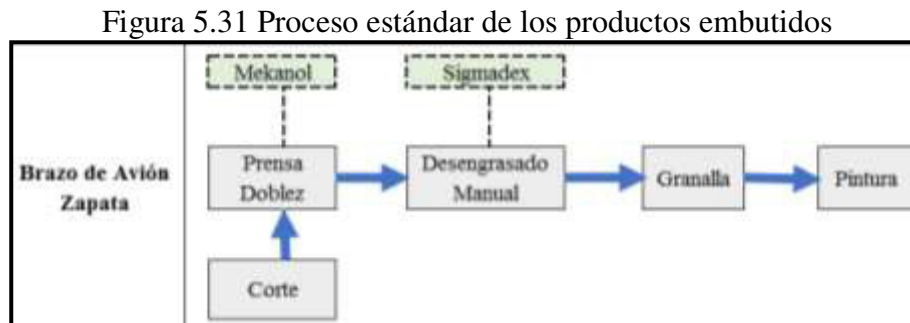 Figura 5.31 Proceso estándar de los productos embutidos
Mekanol
Sigmadex
Brazo de Avión
Zapata
Prensa
Doblez
Desengrasado
Manual
Granalla
Pintura
Corte